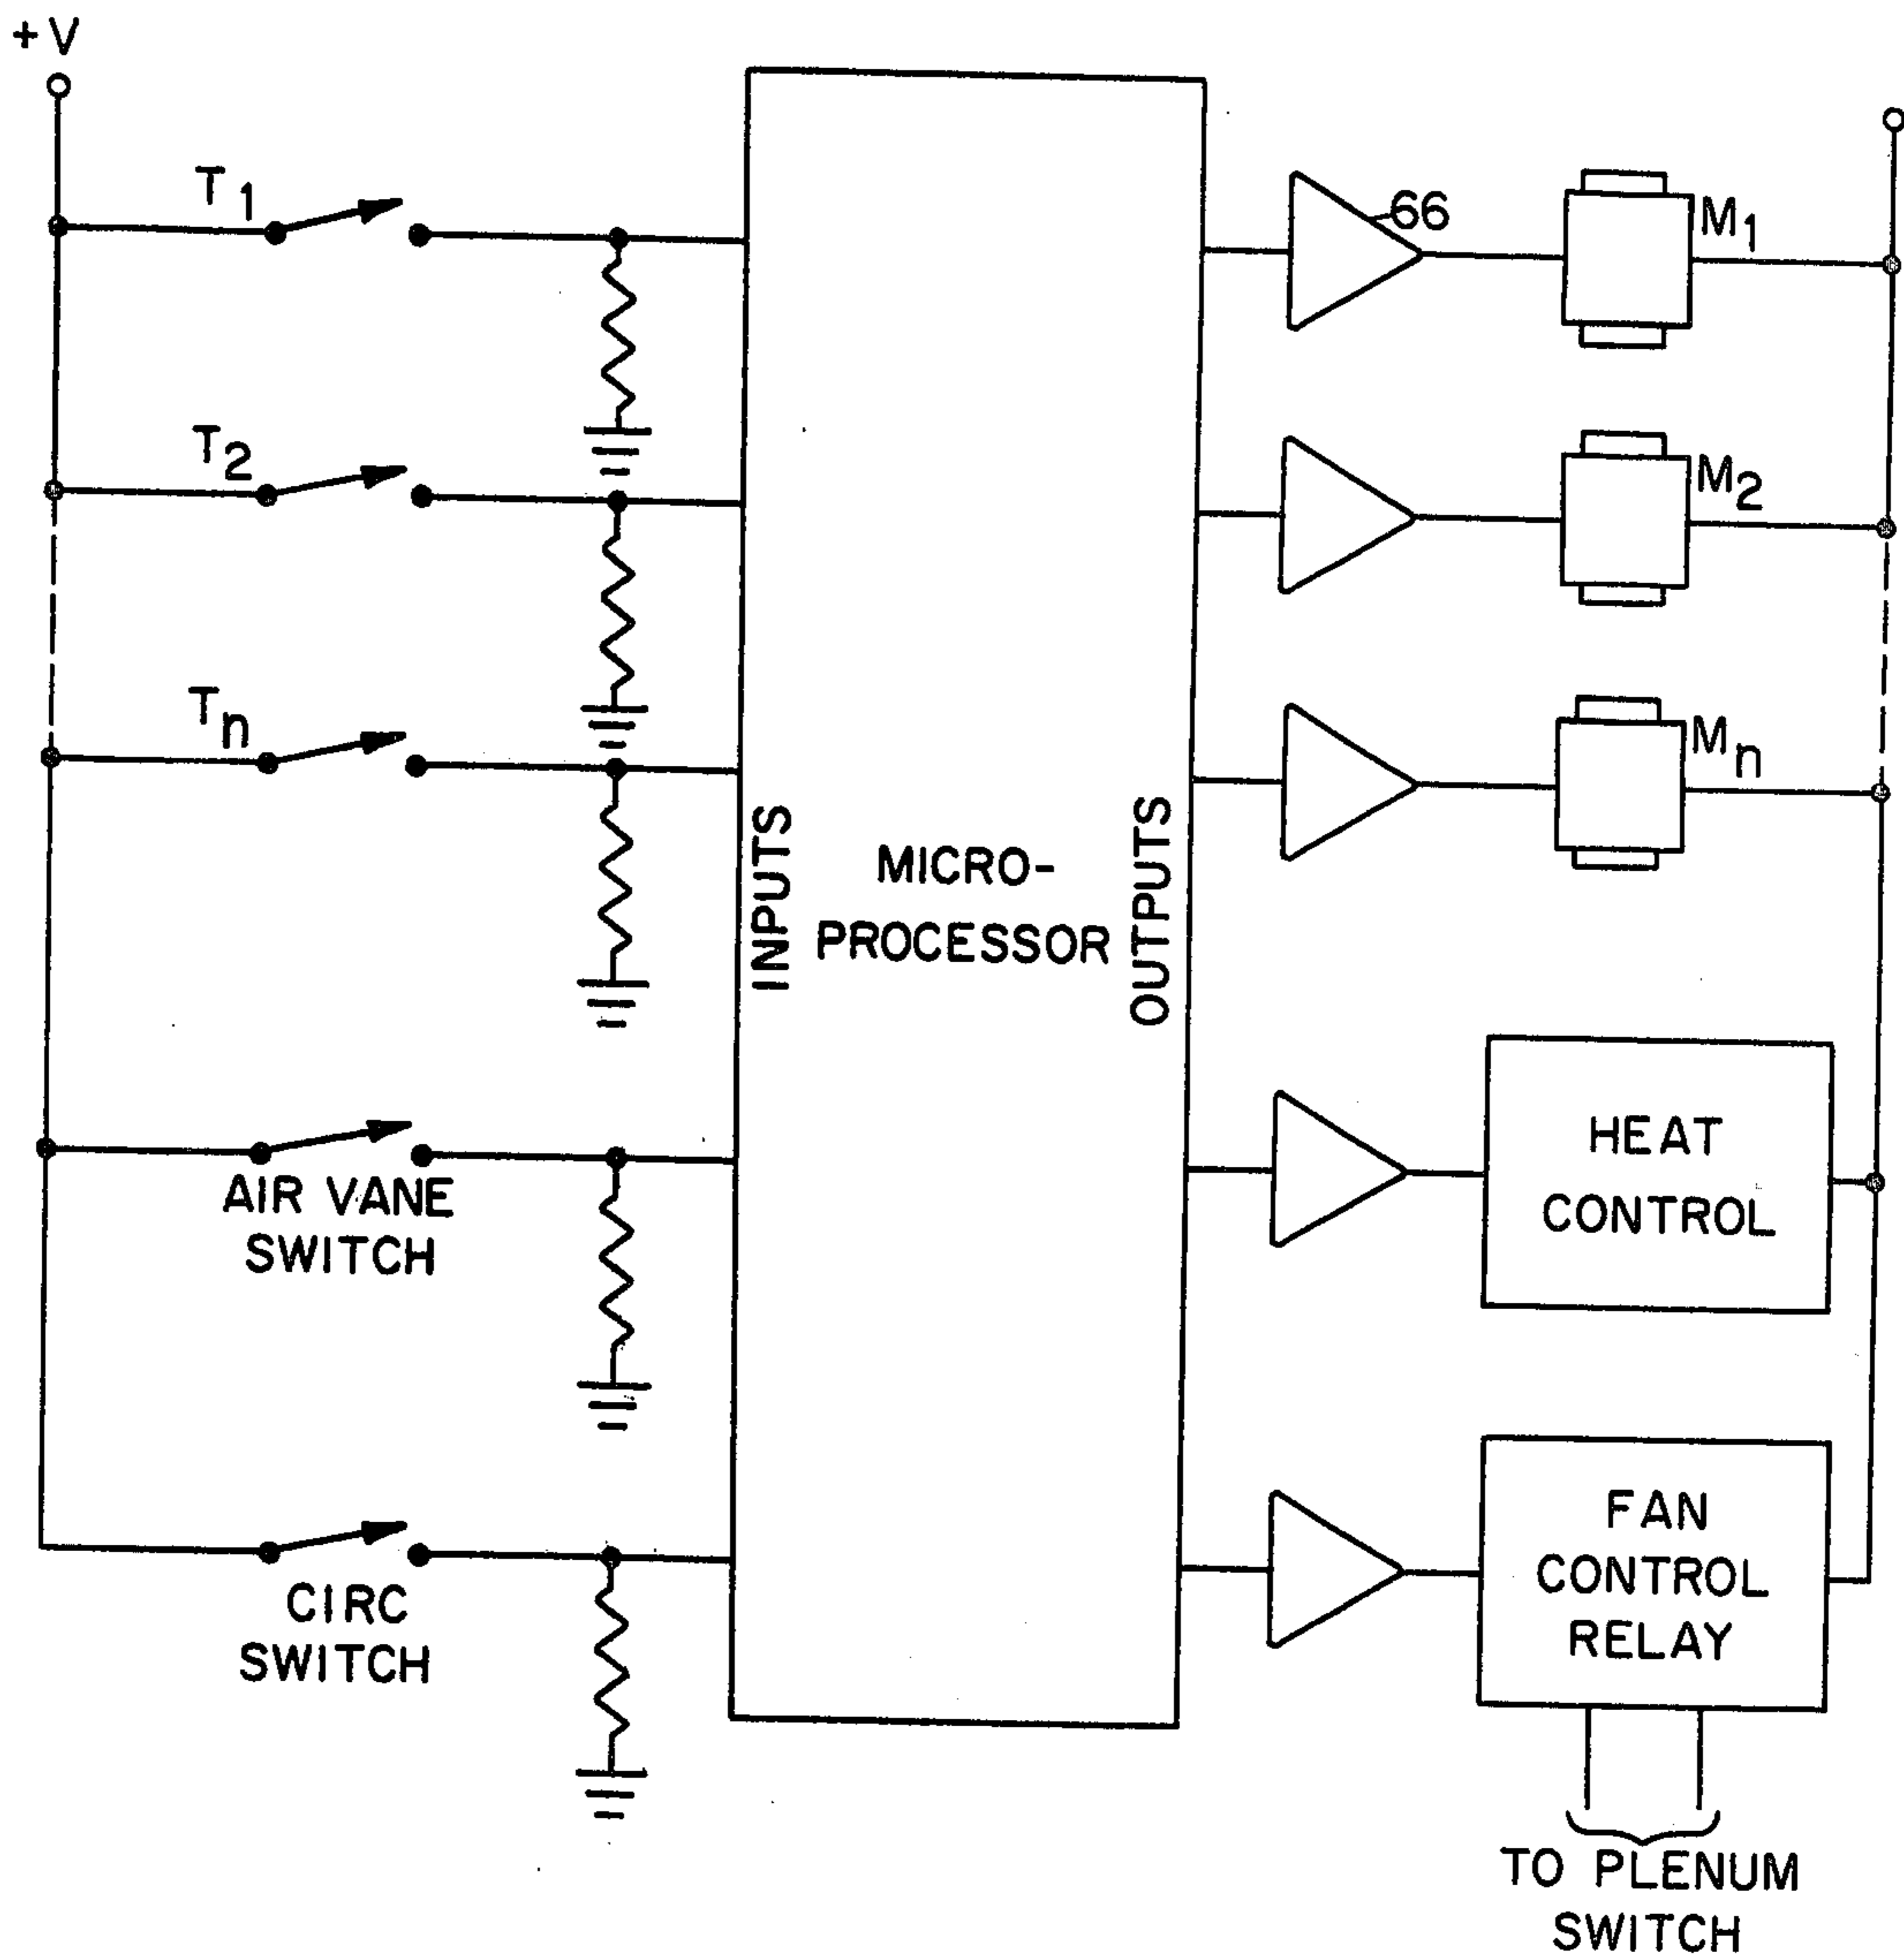 +V
T1
66
M1
T2
M2
Tn
Mn
INPUTS
MICRO-
PROCESSOR
OUTPUTS
AIR VANE
SWITCH
HEAT
CONTROL
CIRC
SWITCH
FAN
CONTROL
RELAY
TO PLENUM
SWITCH